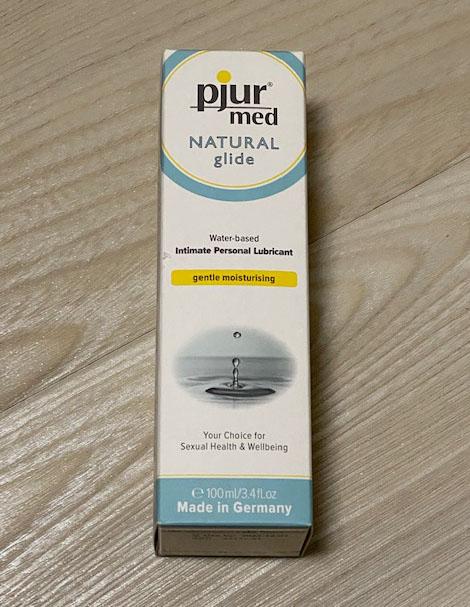 pjur®
med
NATURAL
glide
Water-based
Intimate Personal Lubricant
gentle moisturising
Your Choice for
Sexual Health & Wellbeing
℮ 100ml/3.4fl.oz
Made in Germany